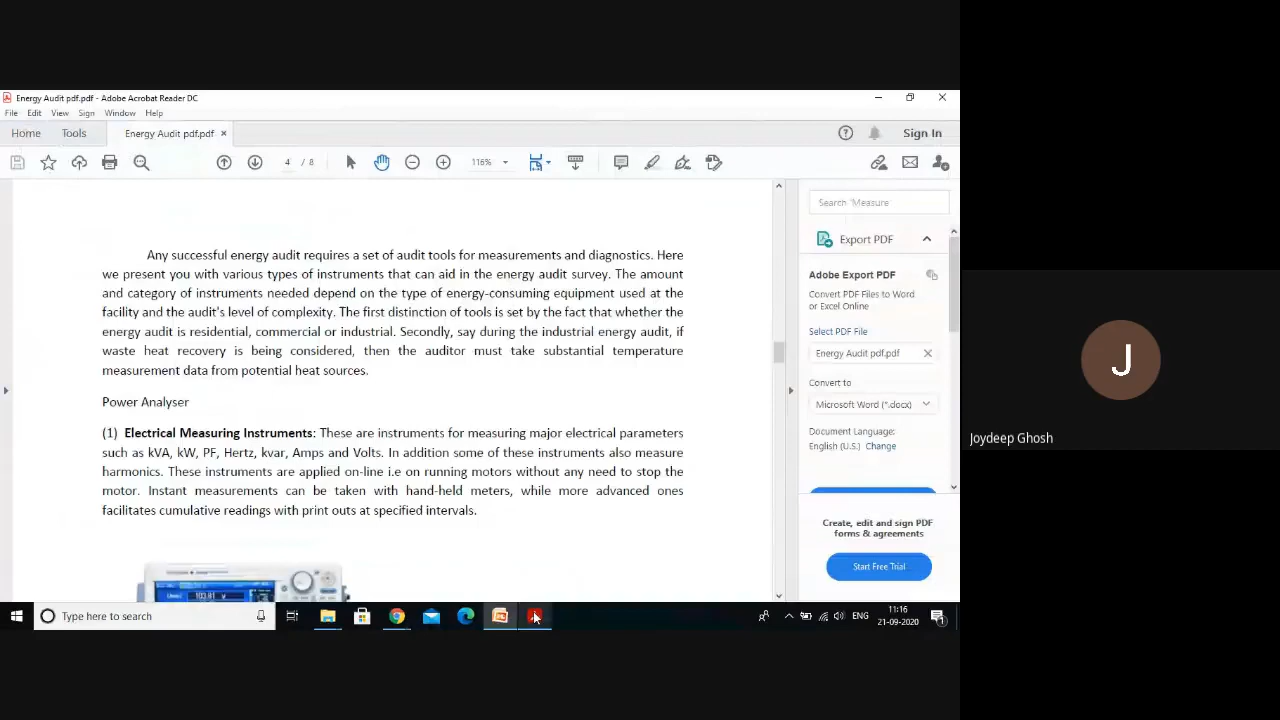 Energy Audit pdf.pdf - Adobe Acrobat Reader DC
File Edit View Sign Window Help
Home Tools Energy Audit pdf.pdf × Sign In
4 / 8 116%
Any successful energy audit requires a set of audit tools for measurements and diagnostics. Here
we present you with various types of instruments that can aid in the energy audit survey. The amount
and category of instruments needed depend on the type of energy-consuming equipment used at the
facility and the audit's level of complexity. The first distinction of tools is set by the fact that whether the
energy audit is residential, commercial or industrial. Secondly, say during the industrial energy audit, if
waste heat recovery is being considered, then the auditor must take substantial temperature
measurement data from potential heat sources.
Power Analyser
(1) Electrical Measuring Instruments: These are instruments for measuring major electrical parameters
such as kVA, kW, PF, Hertz, kvar, Amps and Volts. In addition some of these instruments also measure
harmonics. These instruments are applied on-line i.e on running motors without any need to stop the
motor. Instant measurements can be taken with hand-held meters, while more advanced ones
facilitates cumulative readings with print outs at specified intervals.
Search 'Measure
Export PDF
Adobe Export PDF
Convert PDF Files to Word
or Excel Online
Select PDF File
Energy Audit pdf.pdf
Convert to
Microsoft Word (*.docx)
Document Language:
English (U.S.) Change
Create, edit and sign PDF
forms & agreements
Start Free Trial
J
Joydeep Ghosh
Type here to search
ENG
11:16
21-09-2020